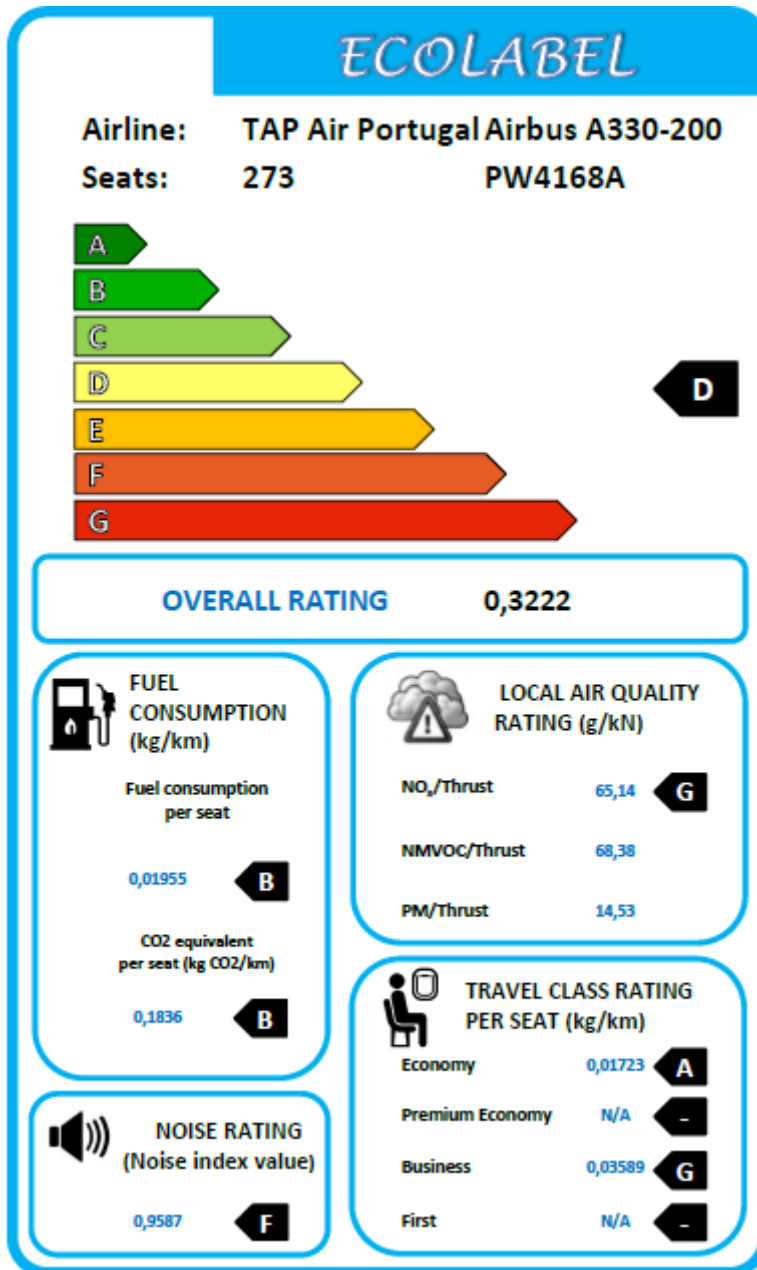 ECOLABEL
Airline: TAP Air Portugal Airbus A330-200
Seats: 273 PW4168A
A
B
C
D
D
E
F
G
OVERALL RATING 0,3222
FUEL
CONSUMPTION
(kg/km)
Fuel consumption
per seat
0,01955 B
CO2 equivalent
per seat (kg CO2/km)
0,1836 B
NOISE RATING
(Noise index value)
0,9587 F
LOCAL AIR QUALITY
RATING (g/kN)
NOₓ/Thrust 65,14 G
NMVOC/Thrust 68,38
PM/Thrust 14,53
TRAVEL CLASS RATING
PER SEAT (kg/km)
Economy 0,01723 A
Premium Economy N/A -
Business 0,03589 G
First N/A -